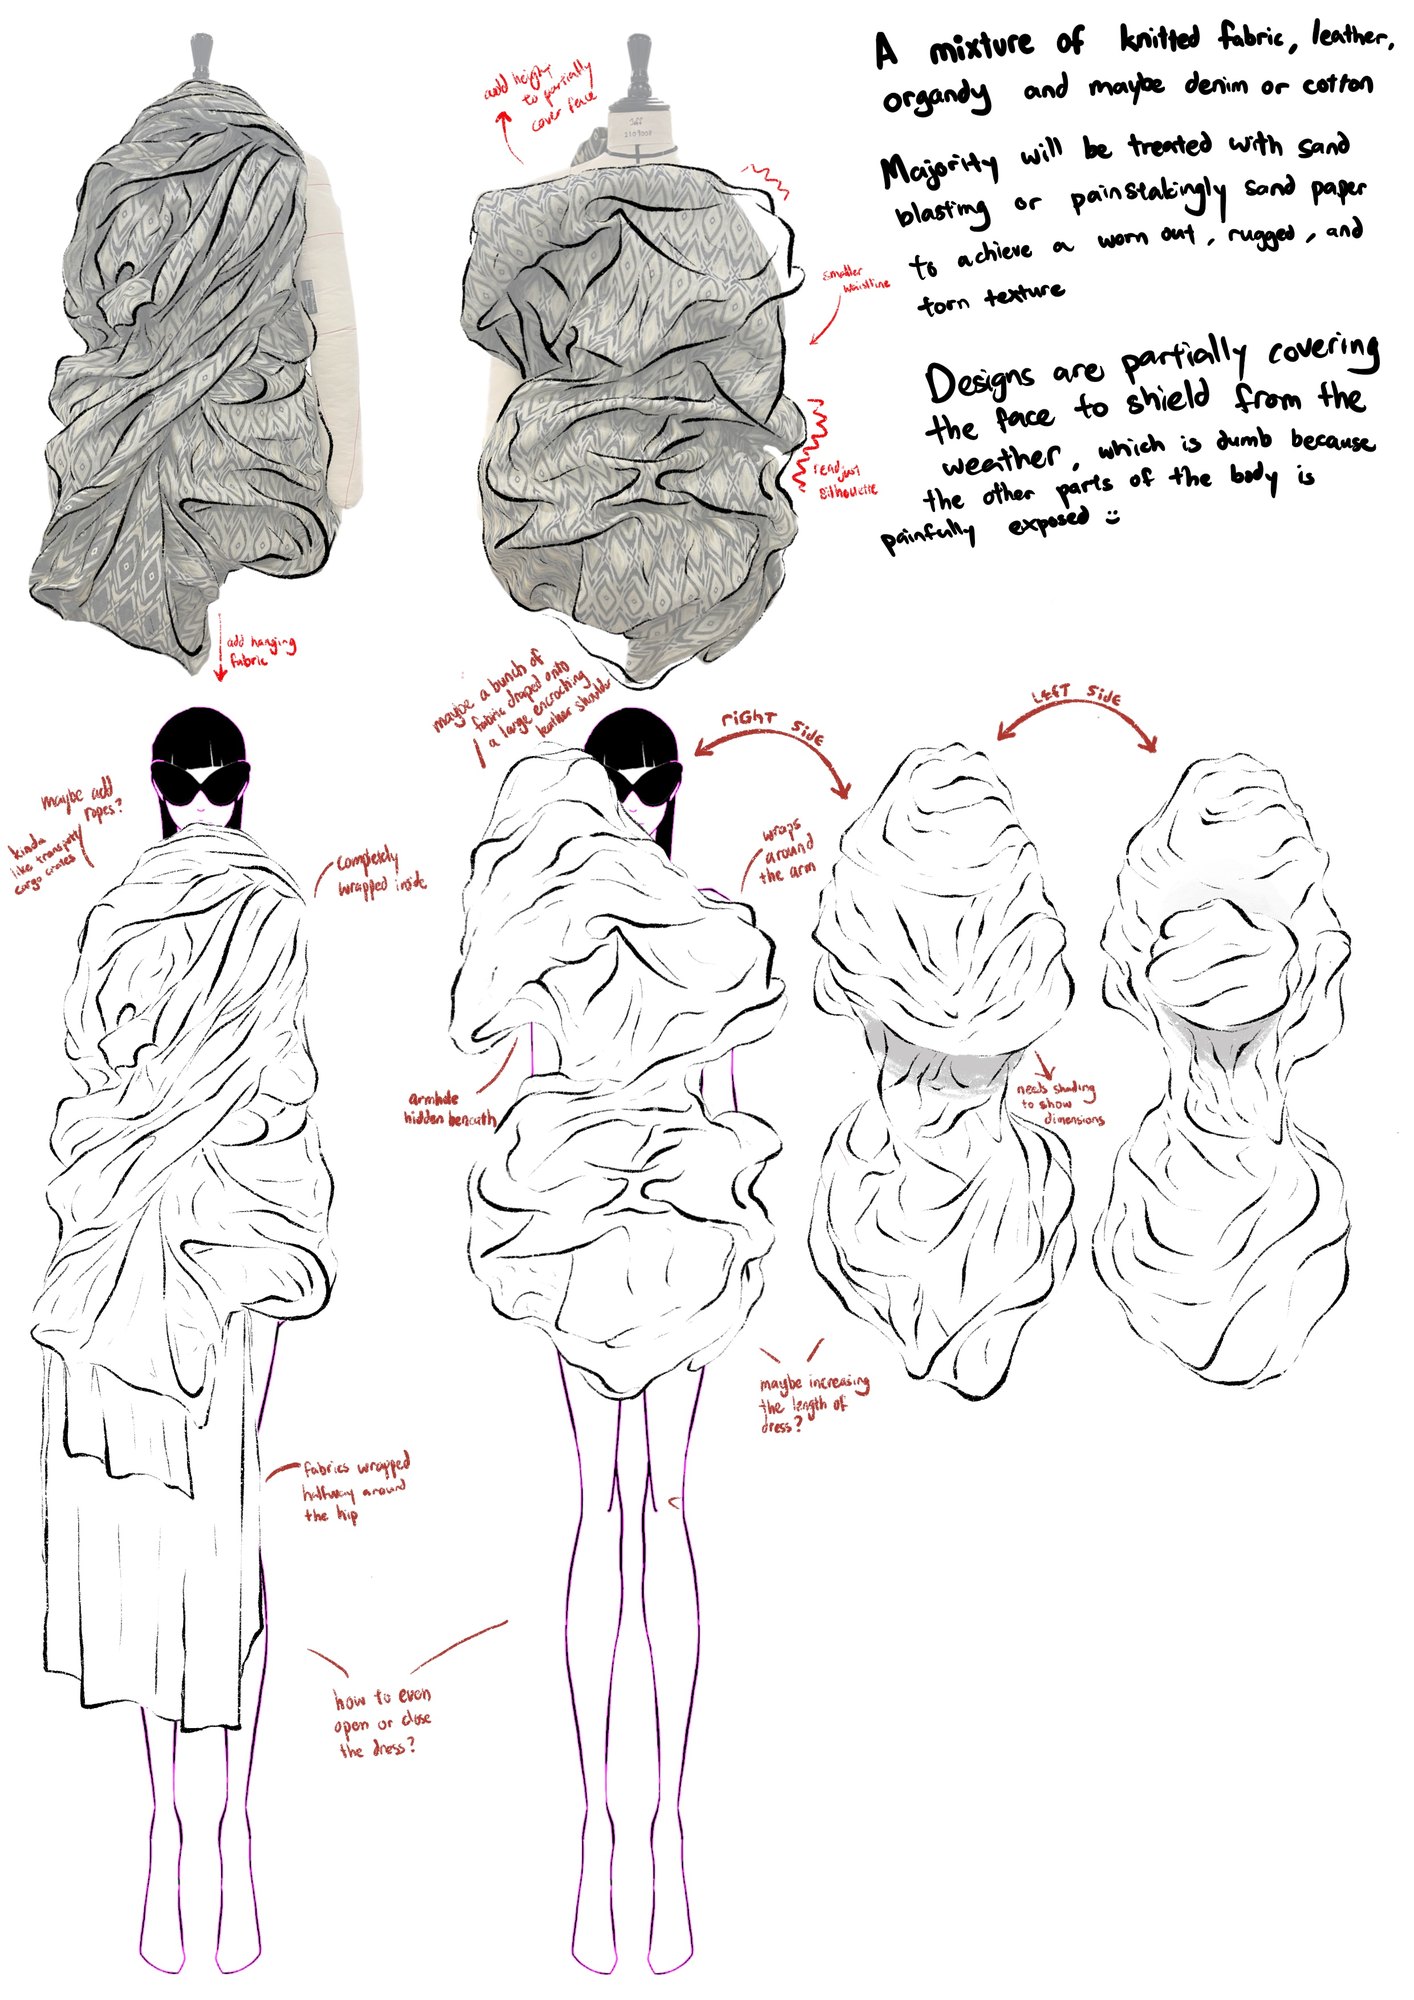 A mixture of knitted fabric, leather,
organdy and maybe denim or cotton
Majority will be treated with sand
blasting or painstakingly sand paper
to achieve a worn out, rugged, and
torn texture
Designs are partially covering
the face to shield from the
weather, which is dumb because
the other parts of the body is
painfully exposed
add height
to partially
cover face
smaller
waistline
readjust
silhouette
add hanging
fabric
maybe a bunch of
fabric draped onto
a large encroching
leather shoulder
RIGHT SIDE
LEFT SIDE
maybe add
ropes?
kinda
like
cargo crates
completely
wrapped inside
wraps
around
the arm
armhole
hidden beneath
needs shading
to show
dimensions
maybe increasing
the length of
dress?
fabrics wrapped
halfway around
the hip
how to even
open or close
the dress?